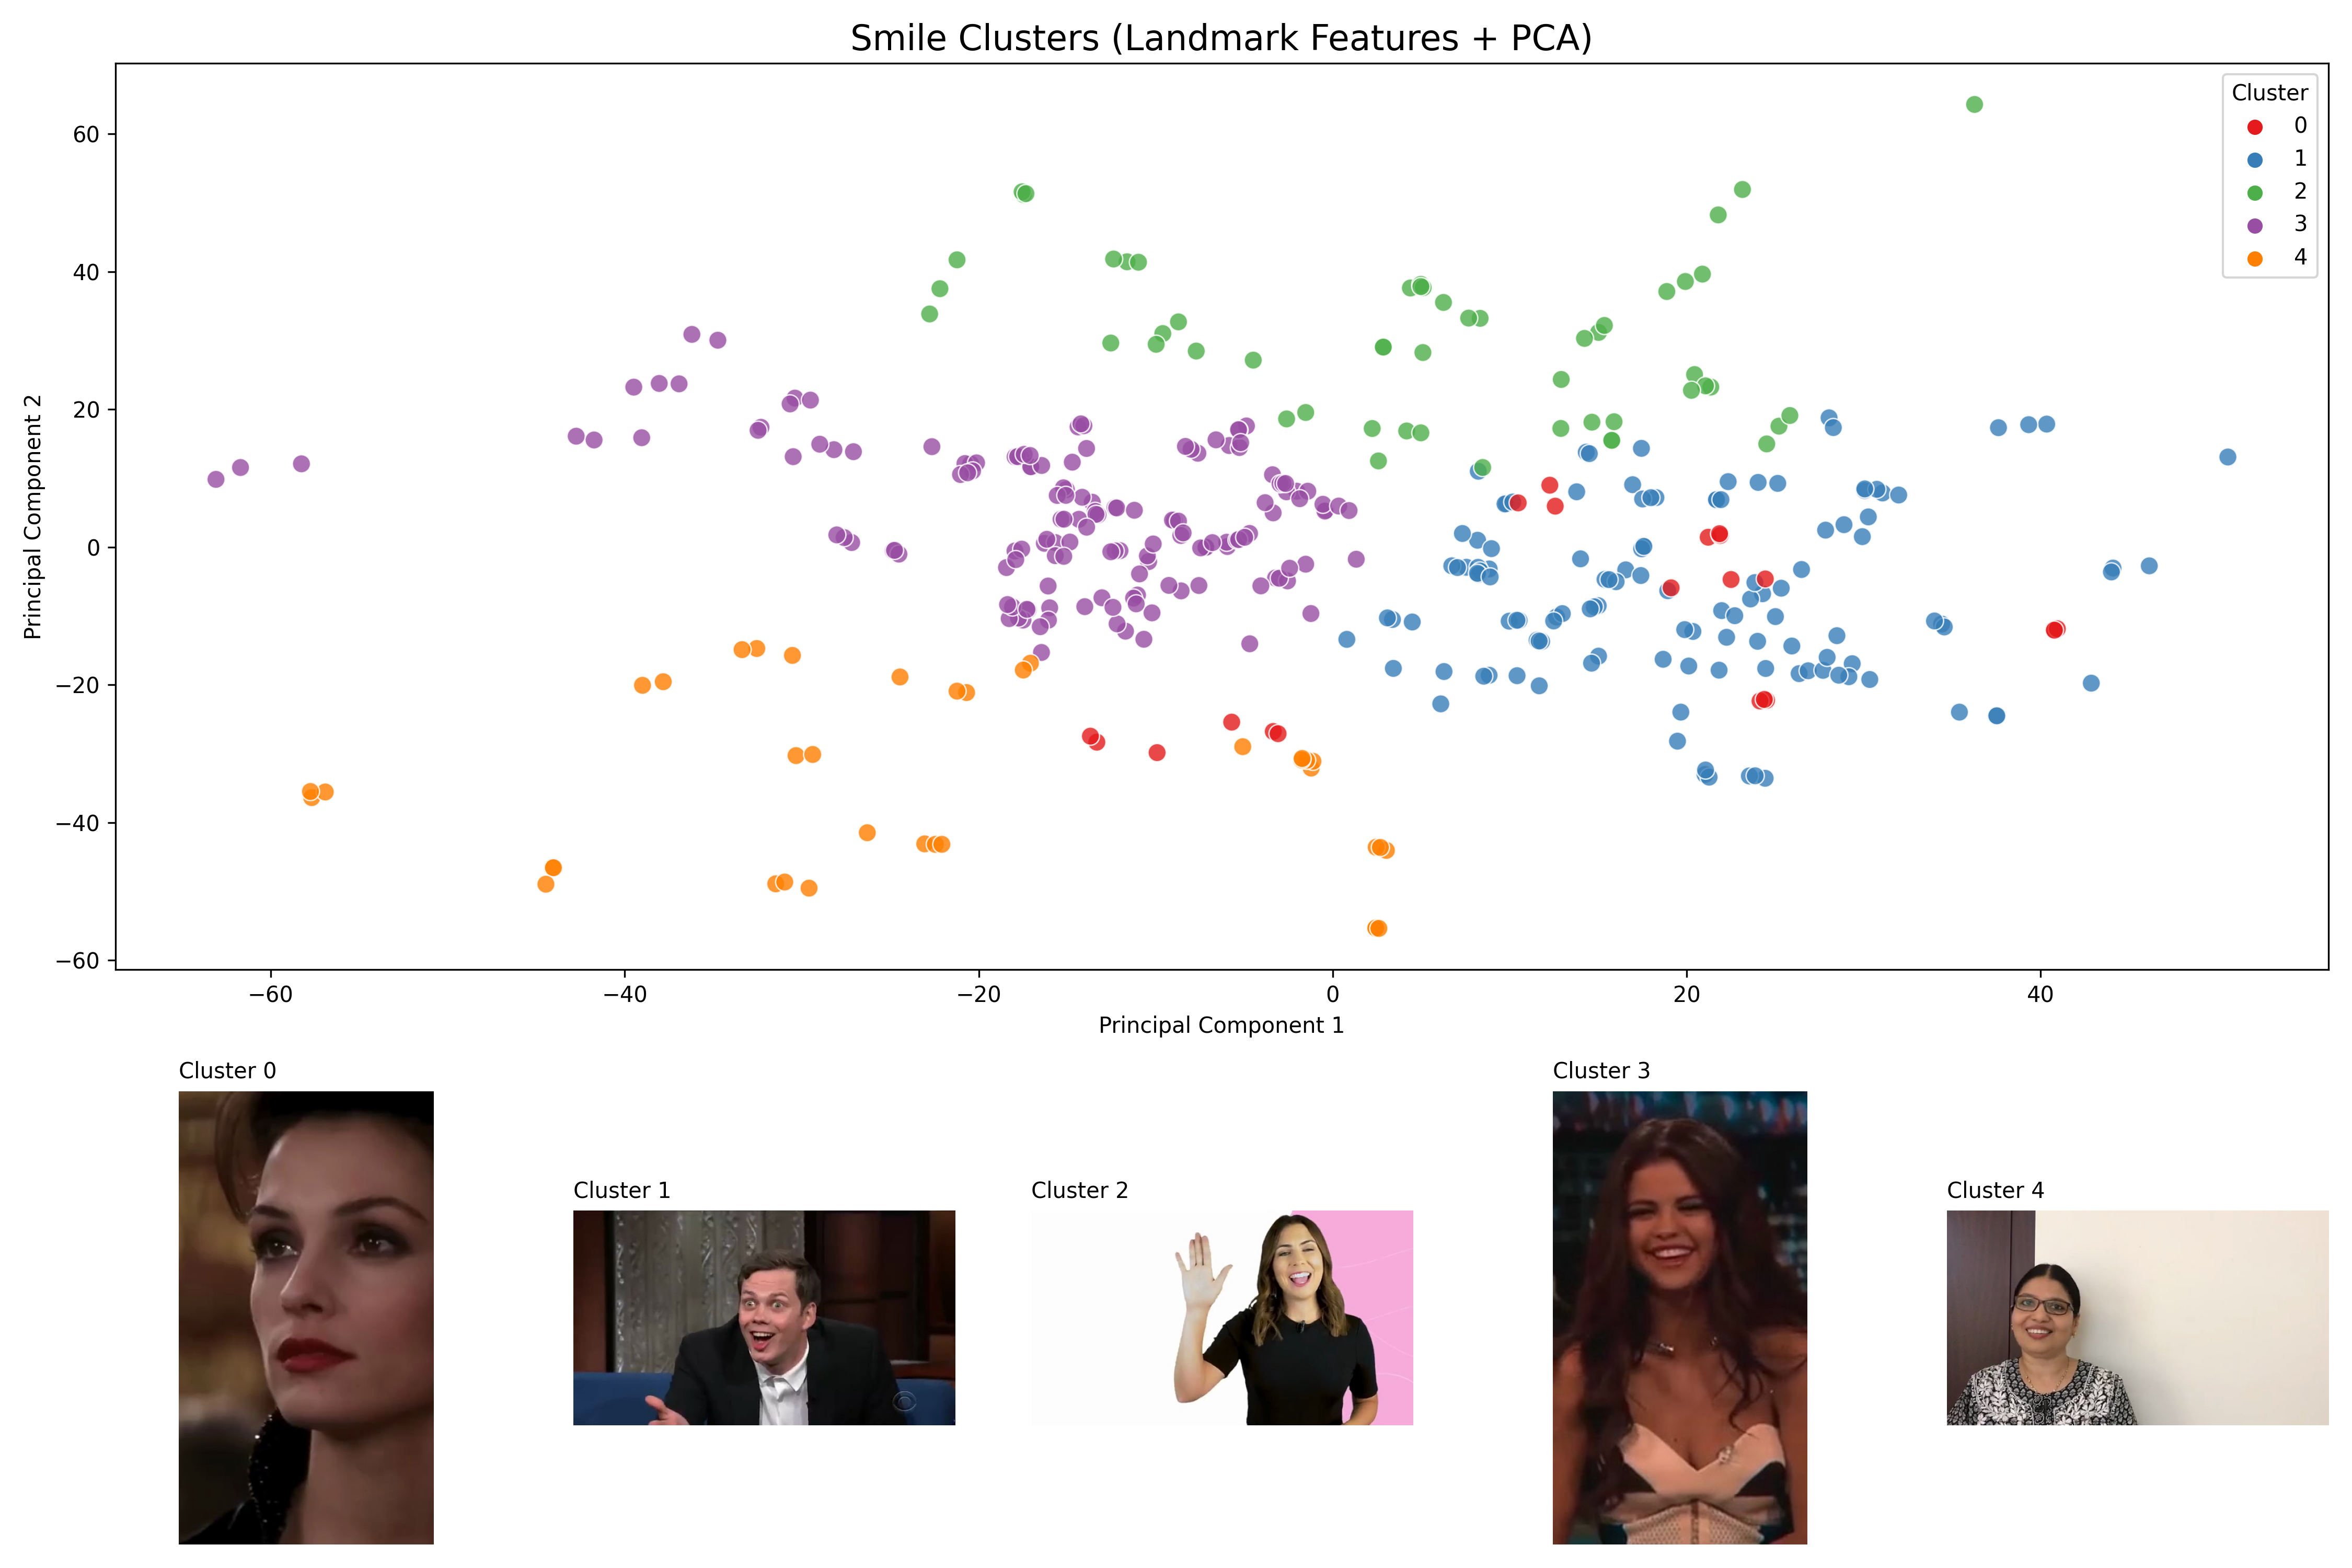 Smile Clusters (Landmark Features + PCA)
Cluster
0
1
2
3
4
Principal Component 2
60
40
20
0
−20
−40
−60
−60
−40
−20
0
20
40
Principal Component 1
Cluster 0
Cluster 1
Cluster 2
Cluster 3
Cluster 4